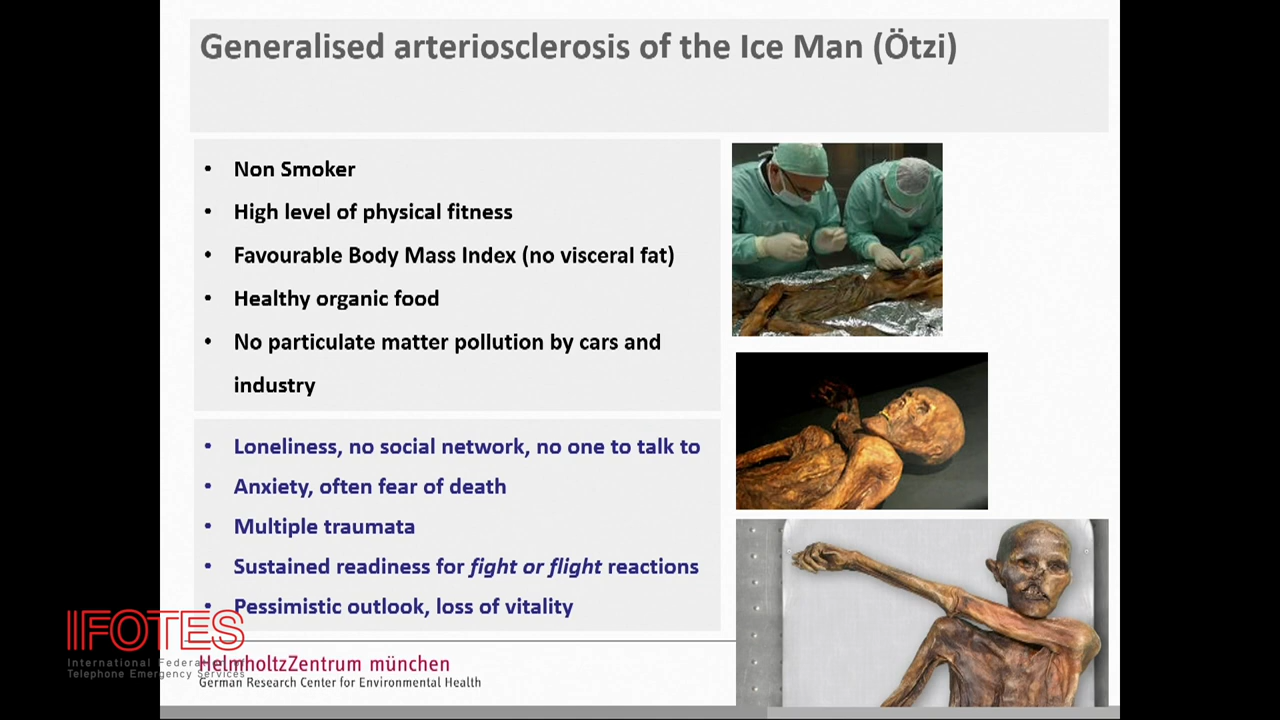 Generalised arteriosclerosis of the Ice Man (Ötzi)
• Non Smoker
• High level of physical fitness
• Favourable Body Mass Index (no visceral fat)
• Healthy organic food
• No particulate matter pollution by cars and
industry
• Loneliness, no social network, no one to talk to
• Anxiety, often fear of death
• Multiple traumata
• Sustained readiness for fight or flight reactions
• Pessimistic outlook, loss of vitality
IFOTES
International
Telephone Emergency Services
HelmholtzZentrum münchen
German Research Center for Environmental Health